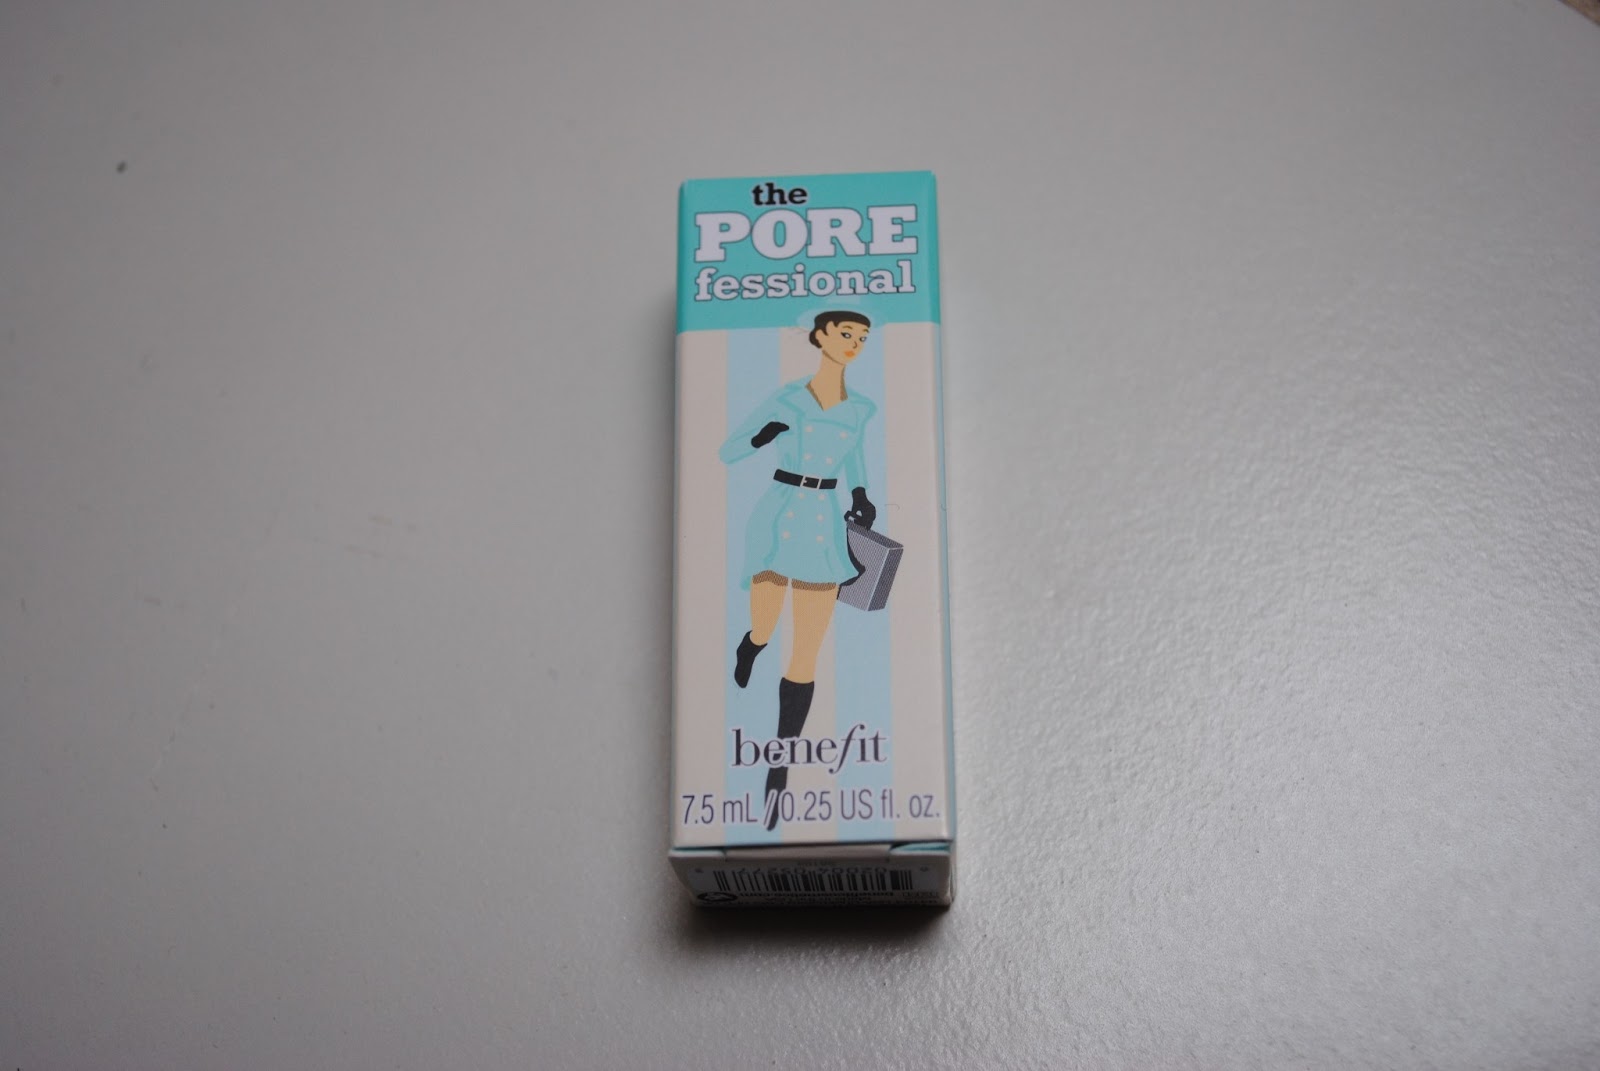 the
PORE
fessional
benefit
7.5 mL / 0.25 US fl. oz.